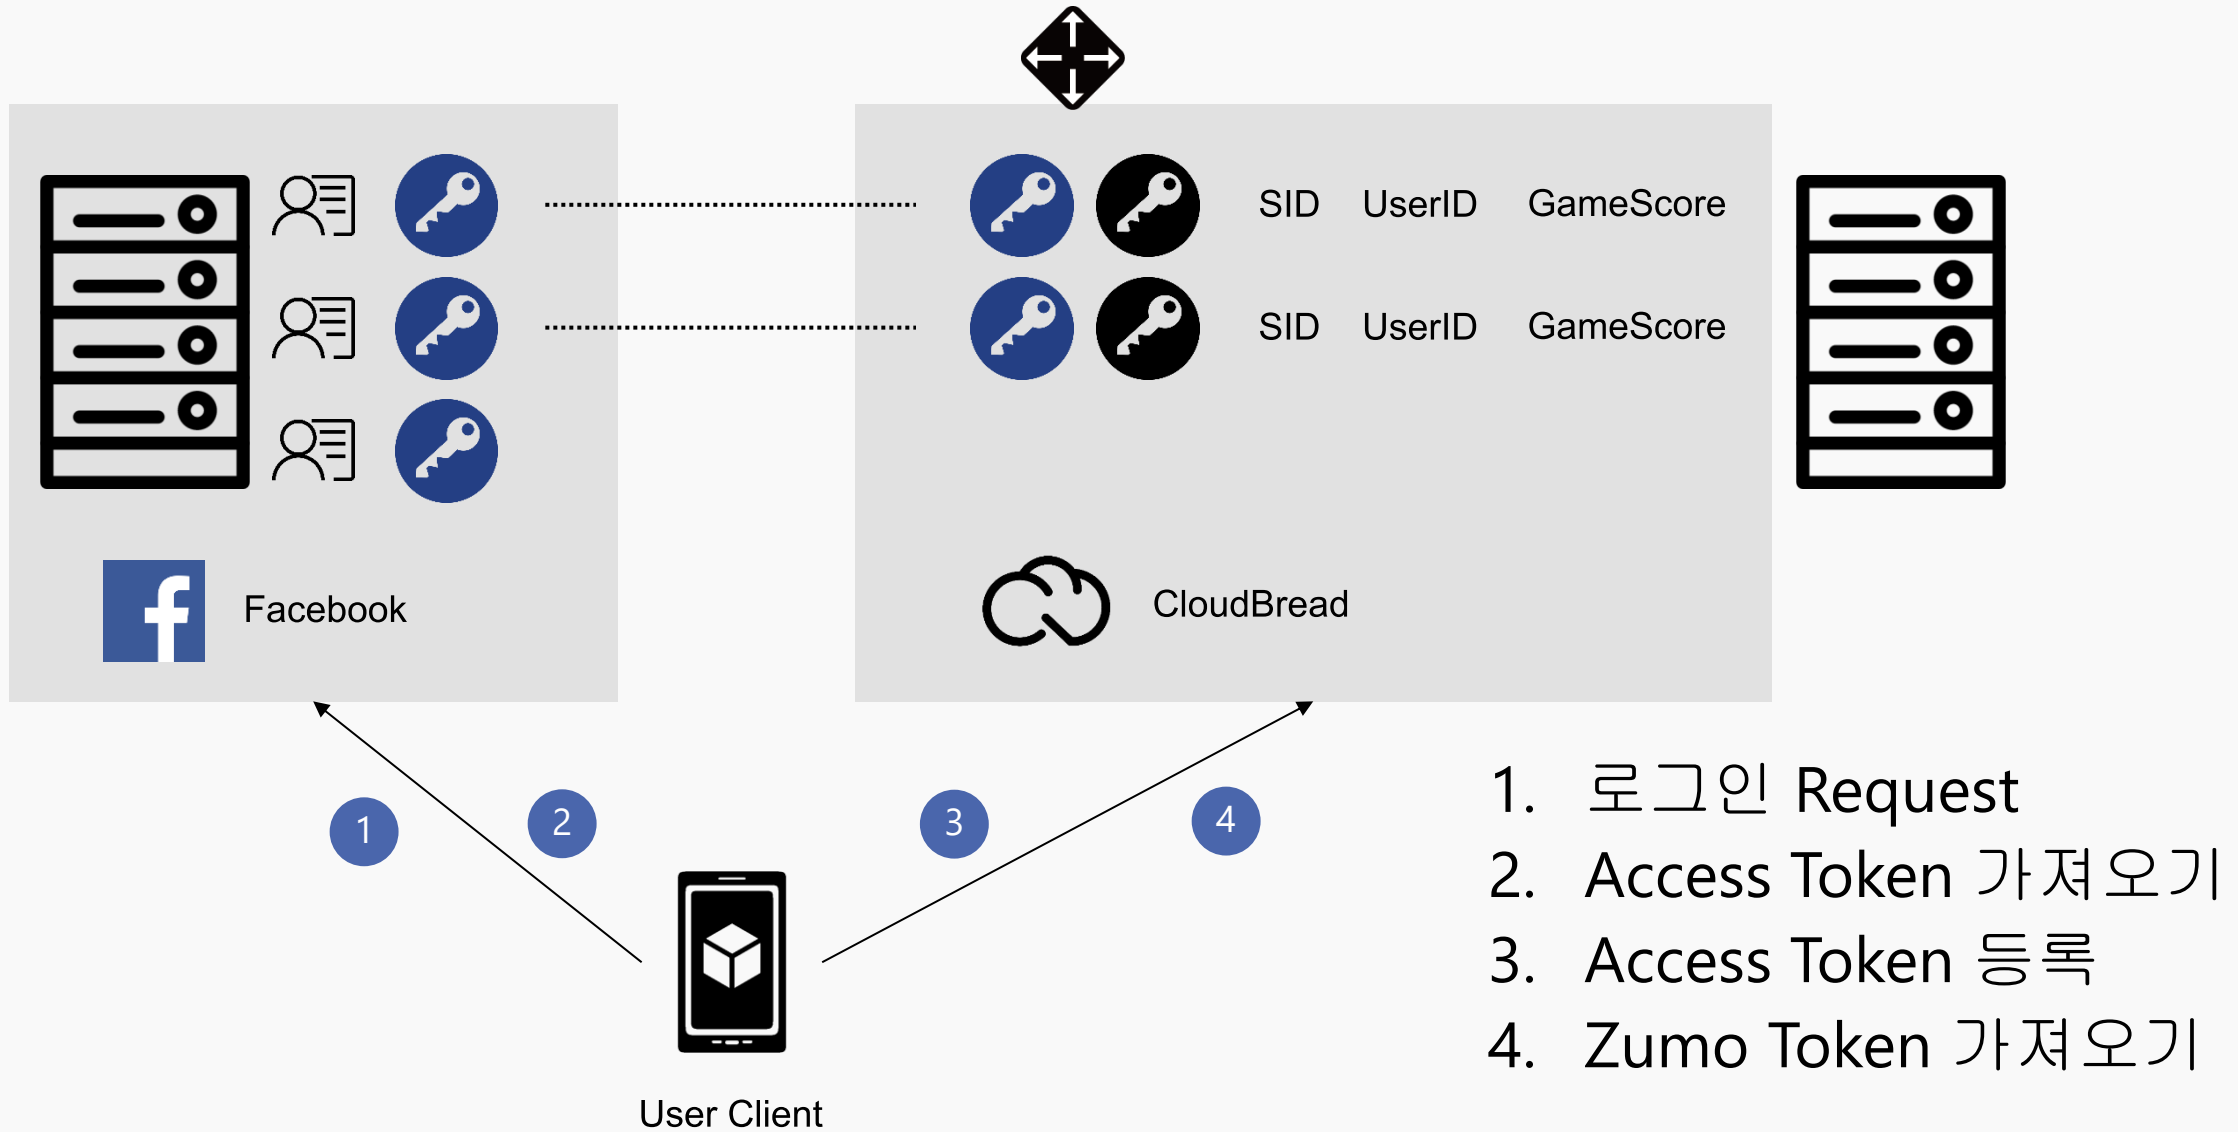 SID UserID GameScore
SID UserID GameScore
f Facebook
CloudBread
1 2 3 4
User Client
1. 로그인 Request
2. Access Token 가져오기
3. Access Token 등록
4. Zumo Token 가져오기